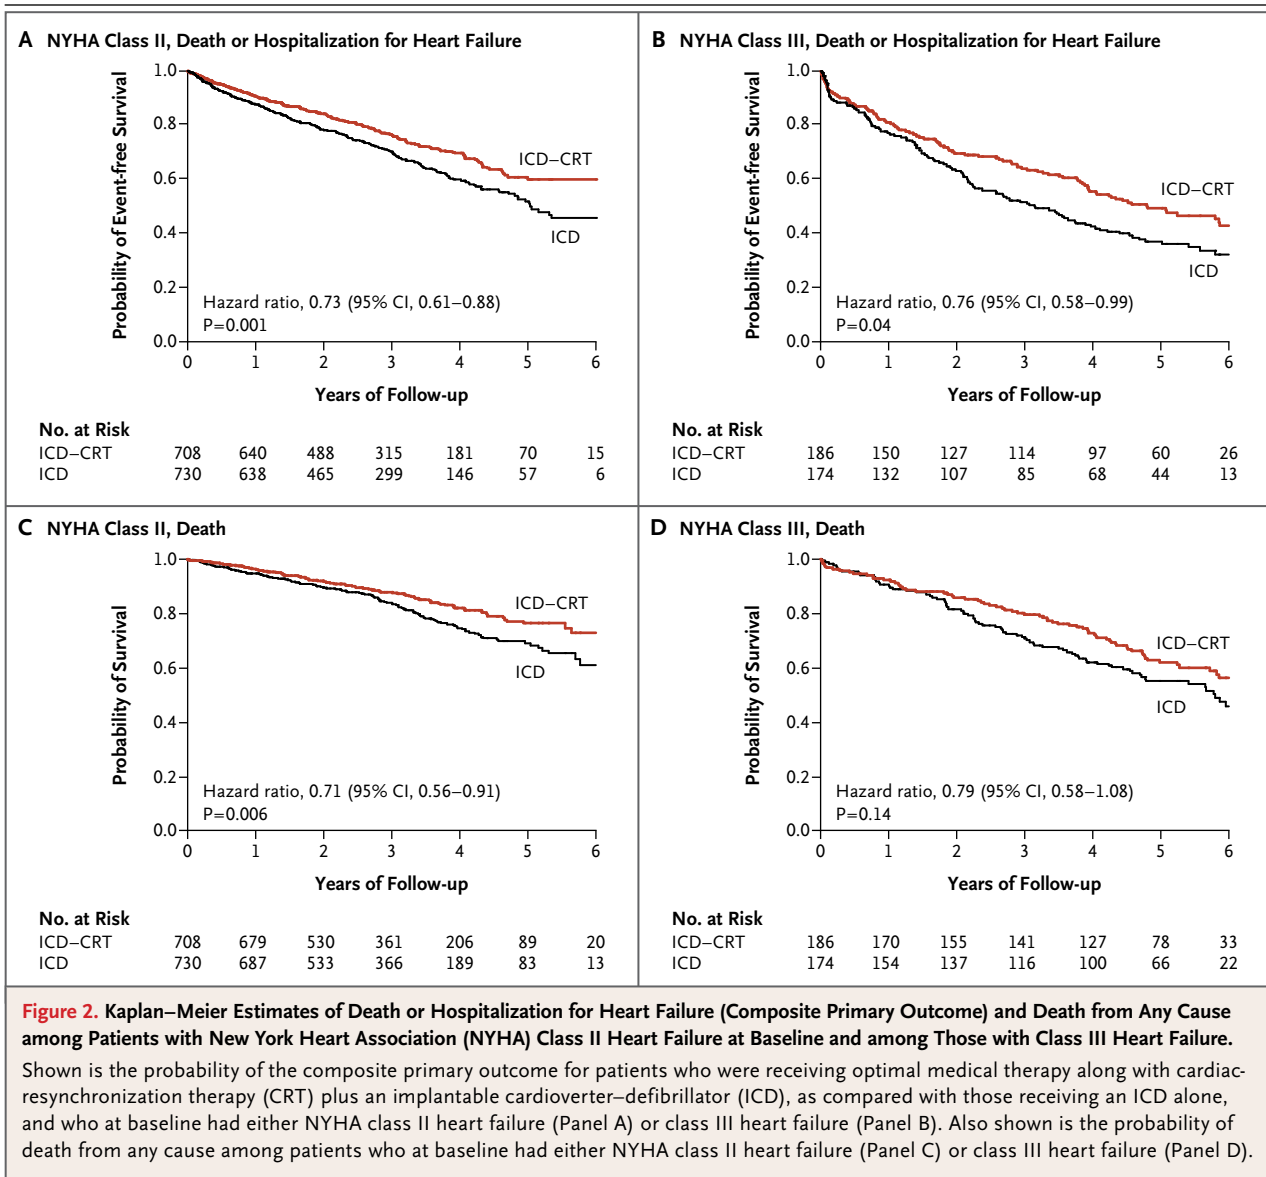 A NYHA Class II, Death or Hospitalization for Heart Failure
Probability of Event-free Survival
1.0
0.8
0.6
0.4
0.2
0.0
ICD–CRT
ICD
Hazard ratio, 0.73 (95% CI, 0.61–0.88)
P=0.001
0 1 2 3 4 5 6
Years of Follow-up
No. at Risk
ICD–CRT 708 640 488 315 181 70 15
ICD 730 638 465 299 146 57 6
B NYHA Class III, Death or Hospitalization for Heart Failure
Probability of Event-free Survival
1.0
0.8
0.6
0.4
0.2
0.0
ICD–CRT
ICD
Hazard ratio, 0.76 (95% CI, 0.58–0.99)
P=0.04
0 1 2 3 4 5 6
Years of Follow-up
No. at Risk
ICD–CRT 186 150 127 114 97 60 26
ICD 174 132 107 85 68 44 13
C NYHA Class II, Death
Probability of Survival
1.0
0.8
0.6
0.4
0.2
0.0
ICD–CRT
ICD
Hazard ratio, 0.71 (95% CI, 0.56–0.91)
P=0.006
0 1 2 3 4 5 6
Years of Follow-up
No. at Risk
ICD–CRT 708 679 530 361 206 89 20
ICD 730 687 533 366 189 83 13
D NYHA Class III, Death
Probability of Survival
1.0
0.8
0.6
0.4
0.2
0.0
ICD–CRT
ICD
Hazard ratio, 0.79 (95% CI, 0.58–1.08)
P=0.14
0 1 2 3 4 5 6
Years of Follow-up
No. at Risk
ICD–CRT 186 170 155 141 127 78 33
ICD 174 154 137 116 100 66 22
Figure 2. Kaplan–Meier Estimates of Death or Hospitalization for Heart Failure (Composite Primary Outcome) and Death from Any Cause
among Patients with New York Heart Association (NYHA) Class II Heart Failure at Baseline and among Those with Class III Heart Failure.
Shown is the probability of the composite primary outcome for patients who were receiving optimal medical therapy along with cardiac-
resynchronization therapy (CRT) plus an implantable cardioverter–defibrillator (ICD), as compared with those receiving an ICD alone,
and who at baseline had either NYHA class II heart failure (Panel A) or class III heart failure (Panel B). Also shown is the probability of
death from any cause among patients who at baseline had either NYHA class II heart failure (Panel C) or class III heart failure (Panel D).